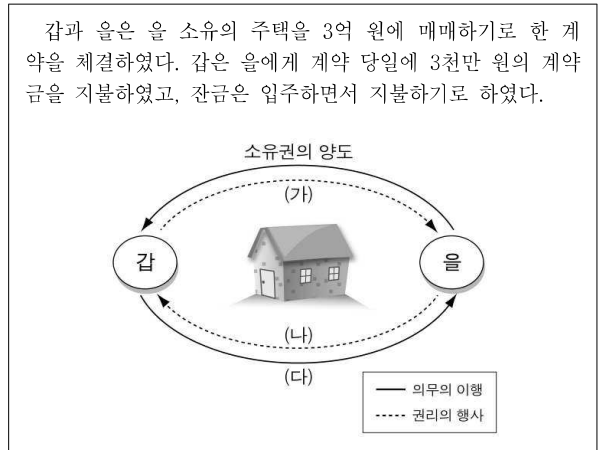 갑과 을은 을 소유의 주택을 3억 원에 매매하기로 한 계
약을 체결하였다. 갑은 을에게 계약 당일에 3천만 원의 계약
금을 지불하였고, 잔금은 입주하면서 지불하기로 하였다.
소유권의 양도
(가)
갑
을
(나)
(다)
의무의 이행
권리의 행사